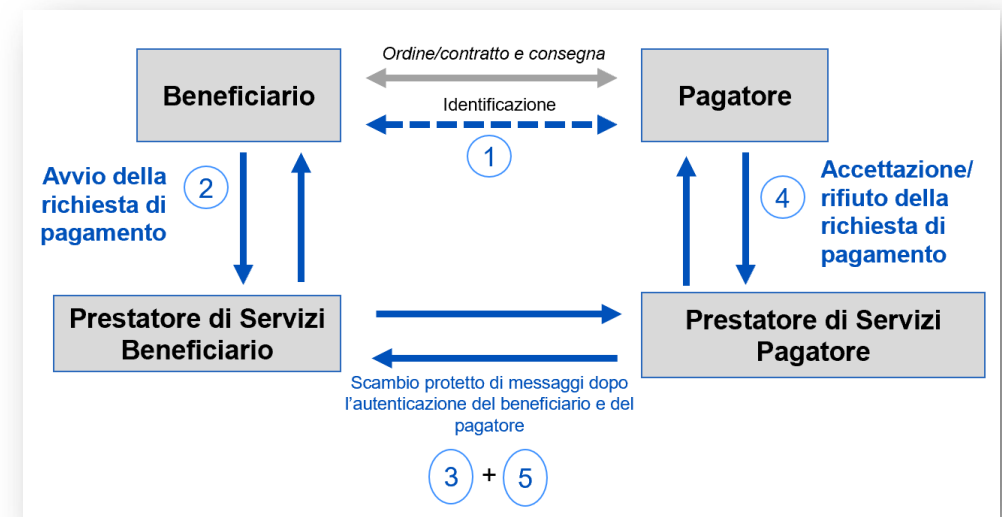 Ordine/contratto e consegna
Beneficiario
Pagatore
Identificazione
1
Avvio della
richiesta di
pagamento
2
4
Accettazione/
rifiuto della
richiesta di
pagamento
Prestatore di Servizi
Beneficiario
Prestatore di Servizi
Pagatore
Scambio protetto di messaggi dopo
l'autenticazione del beneficiario e del
pagatore
3 + 5